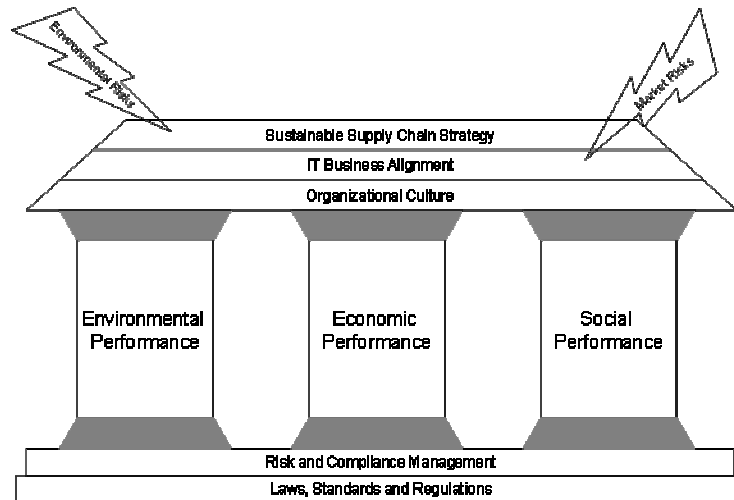 Environmental Risks
Market Risks
Sustainable Supply Chain Strategy
IT Business Alignment
Organizational Culture
Environmental
Performance
Economic
Performance
Social
Performance
Risk and Compliance Management
Laws, Standards and Regulations